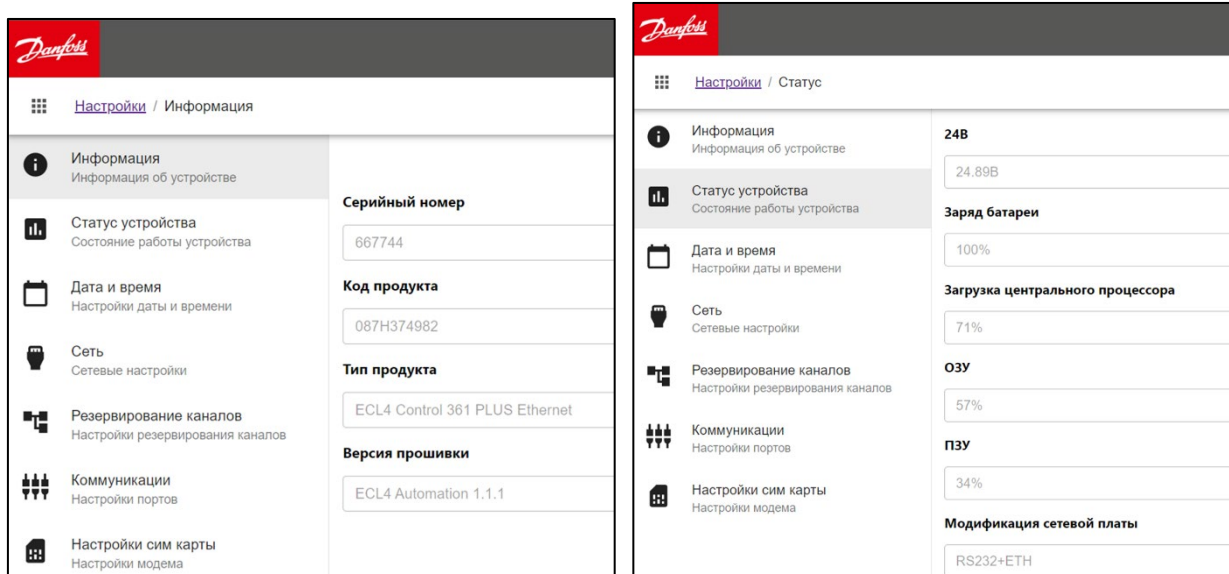 Danfoss
Настройки / Информация
Информация
Информация об устройстве
Статус устройства
Состояние работы устройства
Дата и время
Настройки даты и времени
Сеть
Сетевые настройки
Резервирование каналов
Настройки резервирования каналов
Коммуникации
Настройки портов
Настройки сим карты
Настройки модема
Серийный номер
667744
Код продукта
087H374982
Тип продукта
ECL4 Control 361 PLUS Ethernet
Версия прошивки
ECL4 Automation 1.1.1
Danfoss
Настройки / Статус
Информация
Информация об устройстве
Статус устройства
Состояние работы устройства
Дата и время
Настройки даты и времени
Сеть
Сетевые настройки
Резервирование каналов
Настройки резервирования каналов
Коммуникации
Настройки портов
Настройки сим карты
Настройки модема
24В
24.89В
Заряд батареи
100%
Загрузка центрального процессора
71%
ОЗУ
57%
ПЗУ
34%
Модификация сетевой платы
RS232+ETH